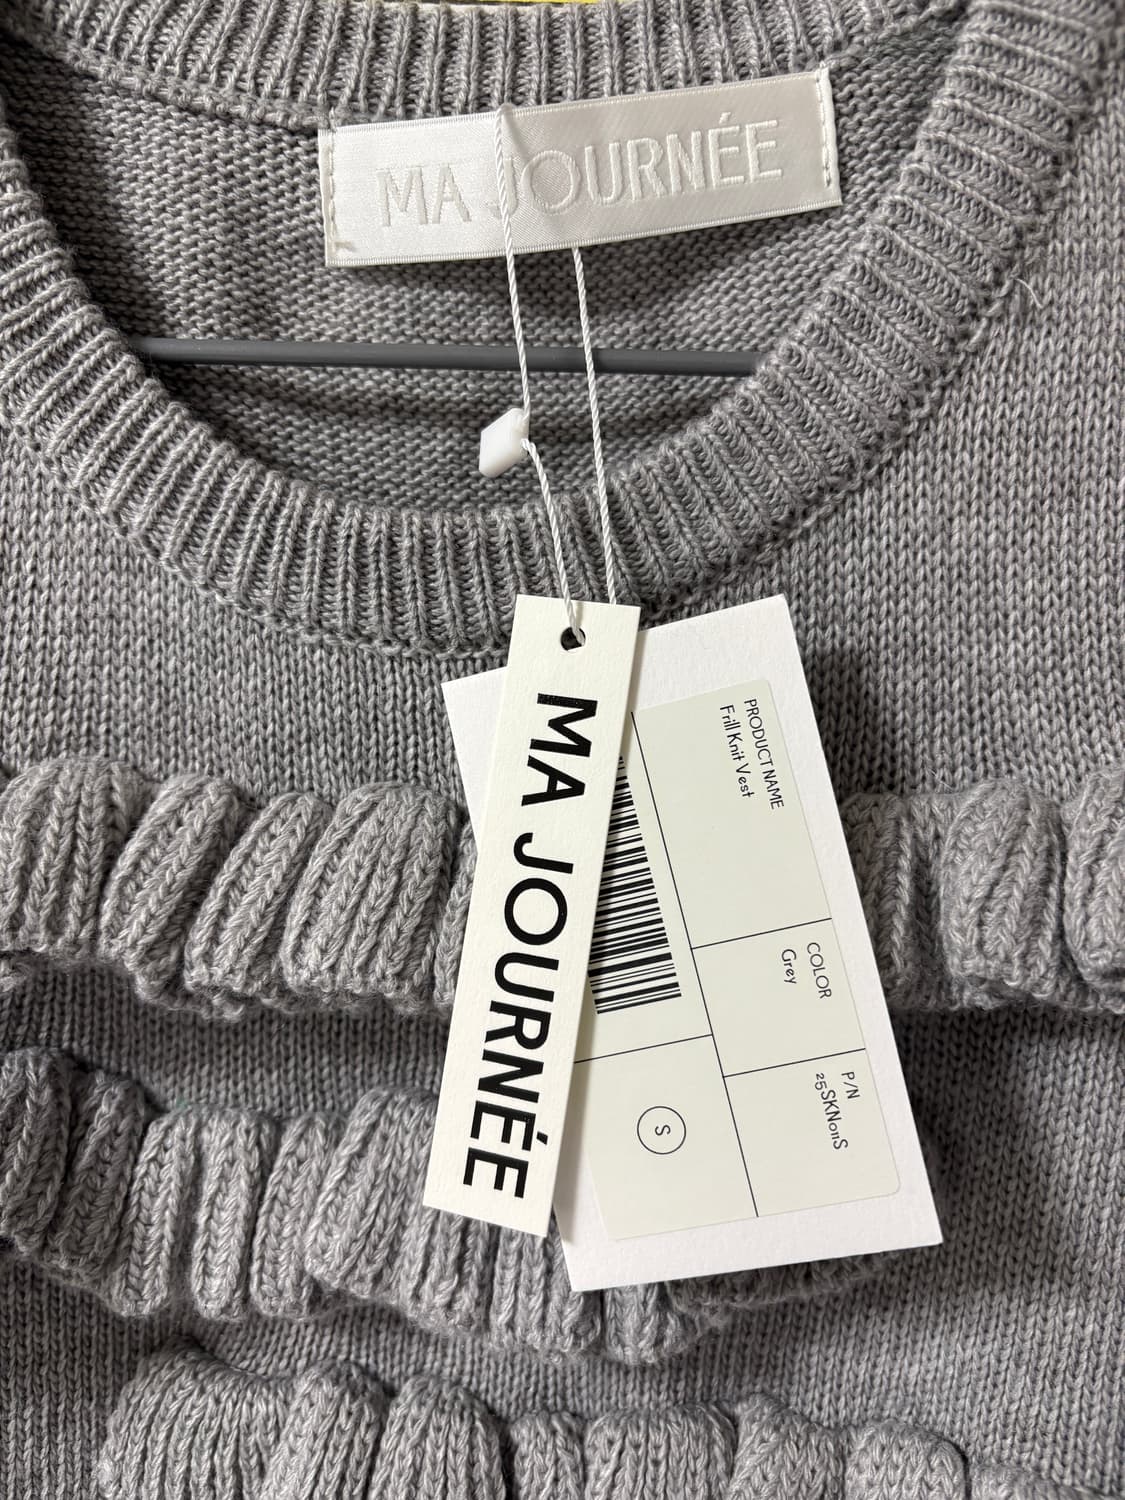 MA JOURNÉE
MA JOURNÉE
PRODUCT NAME
Frill Knit Vest
COLOR
Grey
P/N
25SKN011S
S